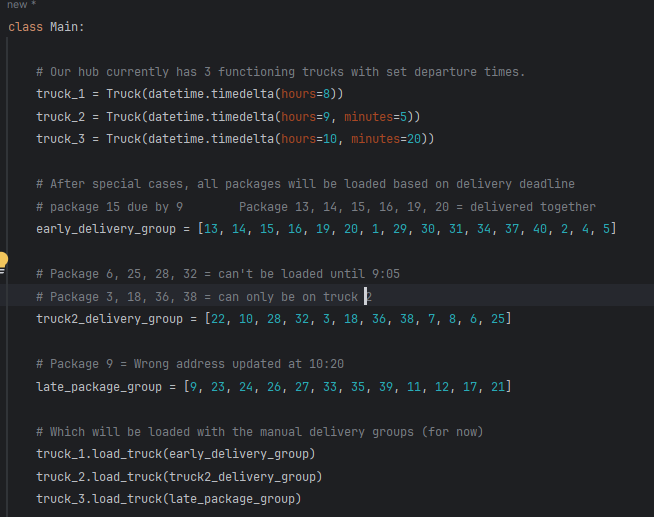 new *
class Main:
# Our hub currently has 3 functioning trucks with set departure times.
truck_1 = Truck(datetime.timedelta(hours=8))
truck_2 = Truck(datetime.timedelta(hours=9, minutes=5))
truck_3 = Truck(datetime.timedelta(hours=10, minutes=20))
# After special cases, all packages will be loaded based on delivery deadline
# package 15 due by 9        Package 13, 14, 15, 16, 19, 20 = delivered together
early_delivery_group = [13, 14, 15, 16, 19, 20, 1, 29, 30, 31, 34, 37, 40, 2, 4, 5]
# Package 6, 25, 28, 32 = can't be loaded until 9:05
# Package 3, 18, 36, 38 = can only be on truck 2
truck2_delivery_group = [22, 10, 28, 32, 3, 18, 36, 38, 7, 8, 6, 25]
# Package 9 = Wrong address updated at 10:20
late_package_group = [9, 23, 24, 26, 27, 33, 35, 39, 11, 12, 17, 21]
# Which will be loaded with the manual delivery groups (for now)
truck_1.load_truck(early_delivery_group)
truck_2.load_truck(truck2_delivery_group)
truck_3.load_truck(late_package_group)